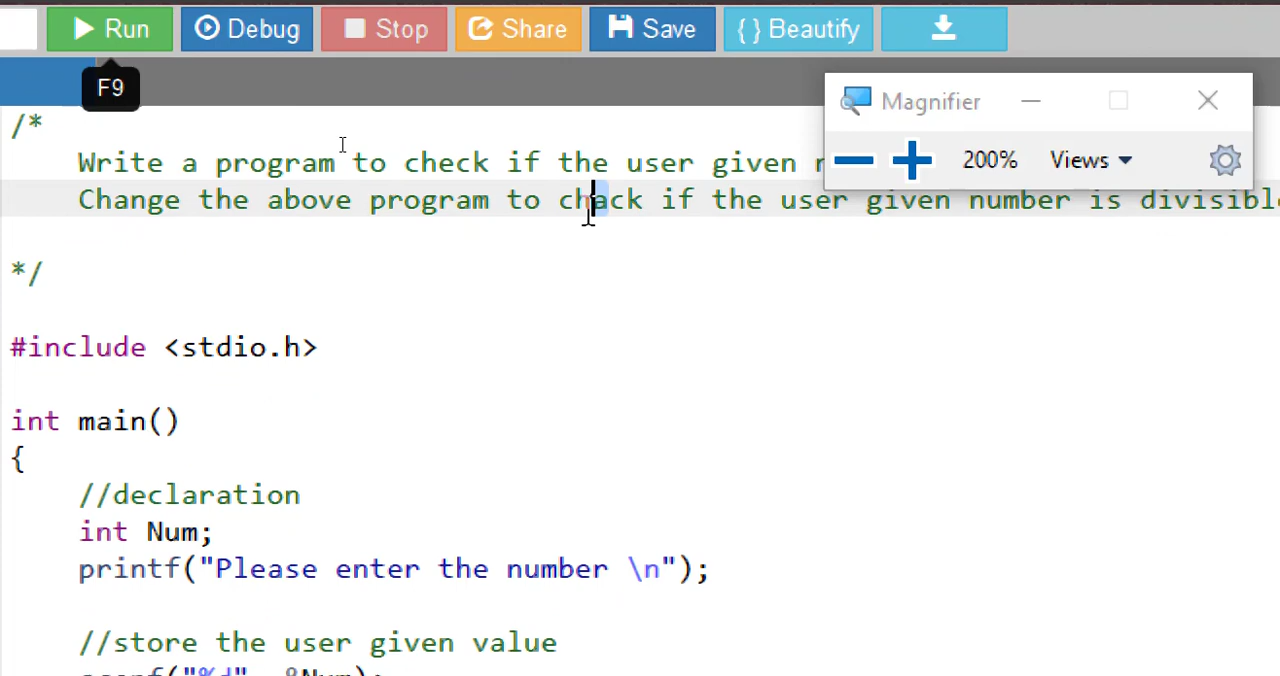 Run Debug Stop Share Save { } Beautify
F9
Magnifier
200% Views
/*
Write a program to check if the user given
Change the above program to chack if the user given number is divisible
*/
#include <stdio.h>
int main()
{
//declaration
int Num;
printf("Please enter the number \n");
//store the user given value
scanf("%d", &Num);